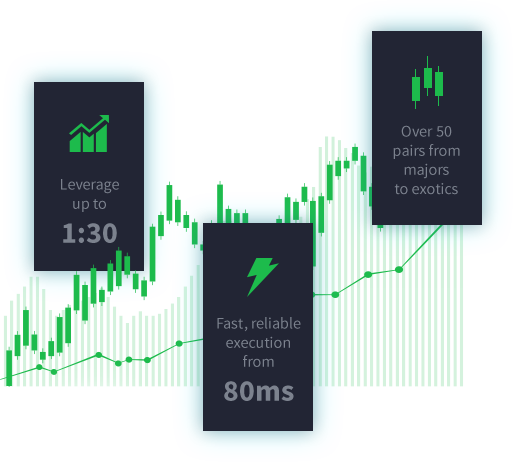 Leverage
up to
1:30
Fast, reliable
execution
from
80ms
Over 50
pairs from
majors
to exotics